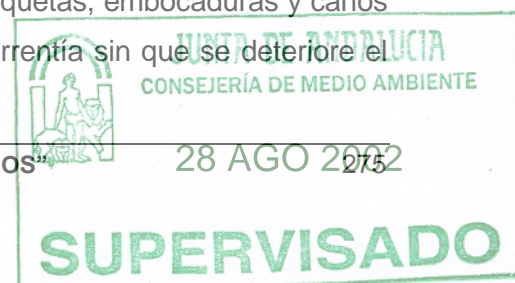 quetas, embocaduras y caños
rrentía sin que se deteriore el
JUNTA DE ANDALUCIA
CONSEJERÍA DE MEDIO AMBIENTE
os” 275
28 AGO 2002
SUPERVISADO